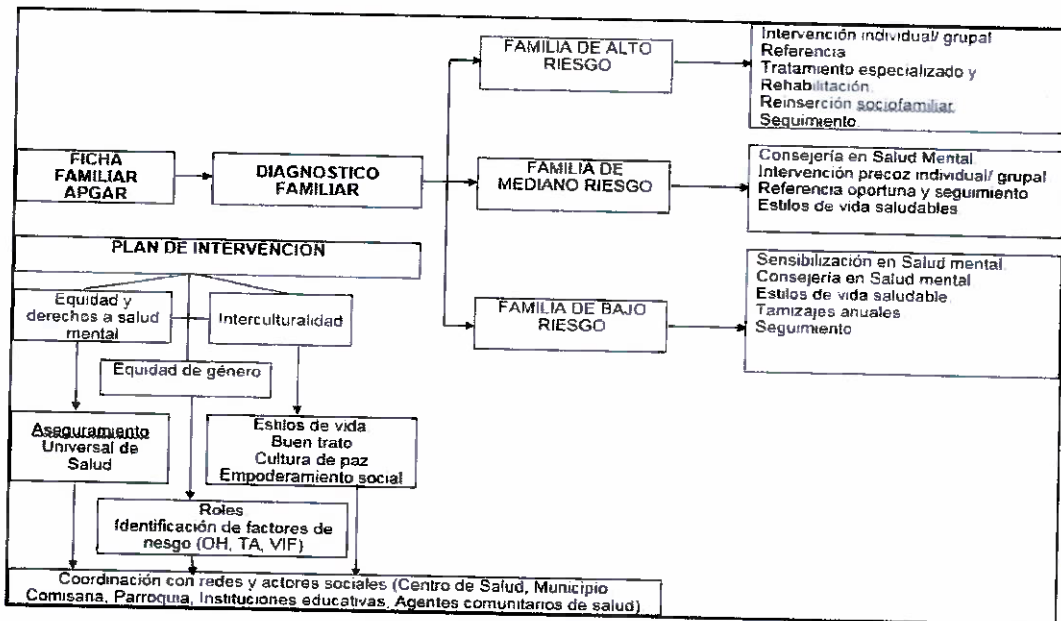 FAMILIA DE ALTO
RIESGO
Intervención individual/ grupal
Referencia
Tratamiento especializado y
Rehabilitación.
Reinserción sociofamiliar
Seguimiento.
FICHA
FAMILIAR
APGAR
DIAGNOSTICO
FAMILIAR
FAMILIA DE
MEDIANO RIESGO
Consejería en Salud Mental.
Intervención precoz individual/ grupal
Referencia oportuna y seguimiento
Estilos de vida saludables
PLAN DE INTERVENCIÓN
Equidad y
derechos a salud
mental
Interculturalidad
Equidad de género
FAMILIA DE BAJO
RIESGO
Sensibilización en Salud mental.
Consejería en Salud mental
Estilos de vida saludable.
Tamizajes anuales
Seguimiento
Aseguramiento
Universal de
Salud
Estilos de vida
Buen trato
Cultura de paz
Empoderamiento social
Roles
Identificación de factores de
riesgo (OH, TA, VIF)
Coordinación con redes y actores sociales (Centro de Salud, Municipio
Comisaria, Parroquia, Instituciones educativas, Agentes comunitarios de salud)